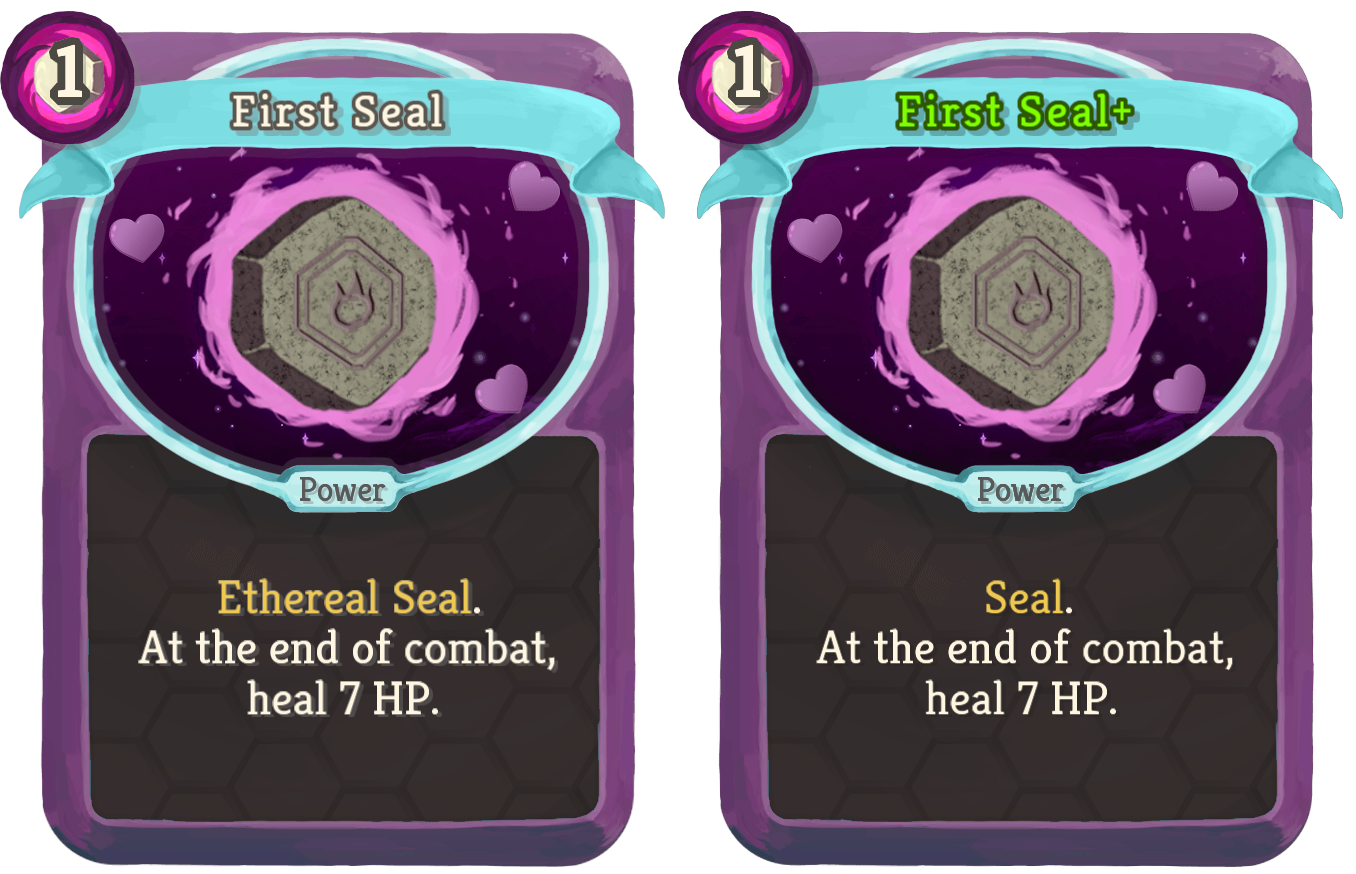 1
First Seal
Power
Ethereal Seal.
At the end of combat,
heal 7 HP.
1
First Seal+
Power
Seal.
At the end of combat,
heal 7 HP.